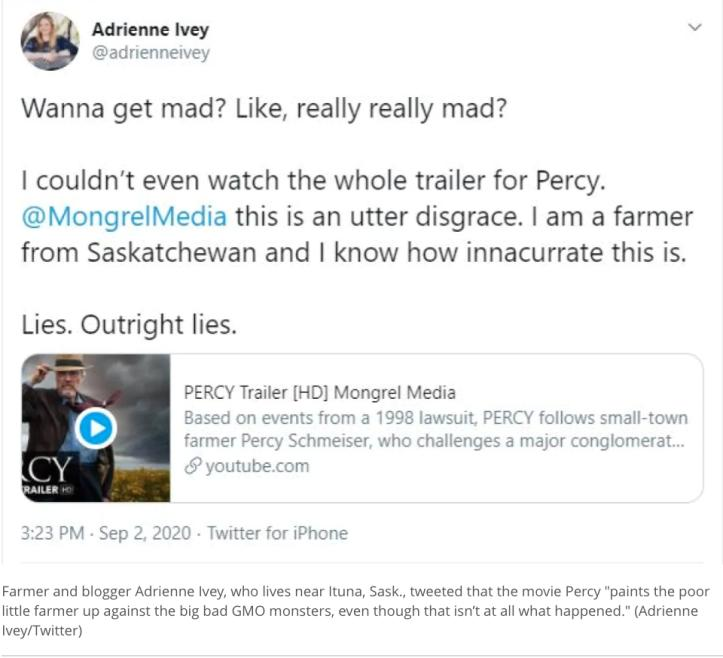 Adrienne Ivey
@adrienneivey
Wanna get mad? Like, really really mad?
I couldn't even watch the whole trailer for Percy.
@MongrelMedia this is an utter disgrace. I am a farmer
from Saskatchewan and I know how innacurrate this is.
Lies. Outright lies.
CY
RAILER HD
PERCY Trailer [HD] Mongrel Media
Based on events from a 1998 lawsuit, PERCY follows small-town
farmer Percy Schmeiser, who challenges a major conglomerat...
youtube.com
3:23 PM · Sep 2, 2020 · Twitter for iPhone
Farmer and blogger Adrienne Ivey, who lives near Ituna, Sask., tweeted that the movie Percy "paints the poor
little farmer up against the big bad GMO monsters, even though that isn't at all what happened." (Adrienne
Ivey/Twitter)